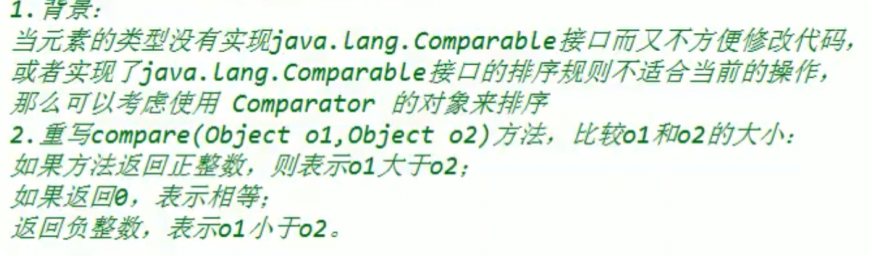 1.背景：
当元素的类型没有实现java.lang.Comparable接口而又不方便修改代码，
或者实现了java.lang.Comparable接口的排序规则不适合当前的操作，
那么可以考虑使用 Comparator 的对象来排序
2.重写compare(Object o1,Object o2)方法，比较o1和o2的大小：
如果方法返回正整数，则表示o1大于o2；
如果返回0，表示相等；
返回负整数，表示o1小于o2。